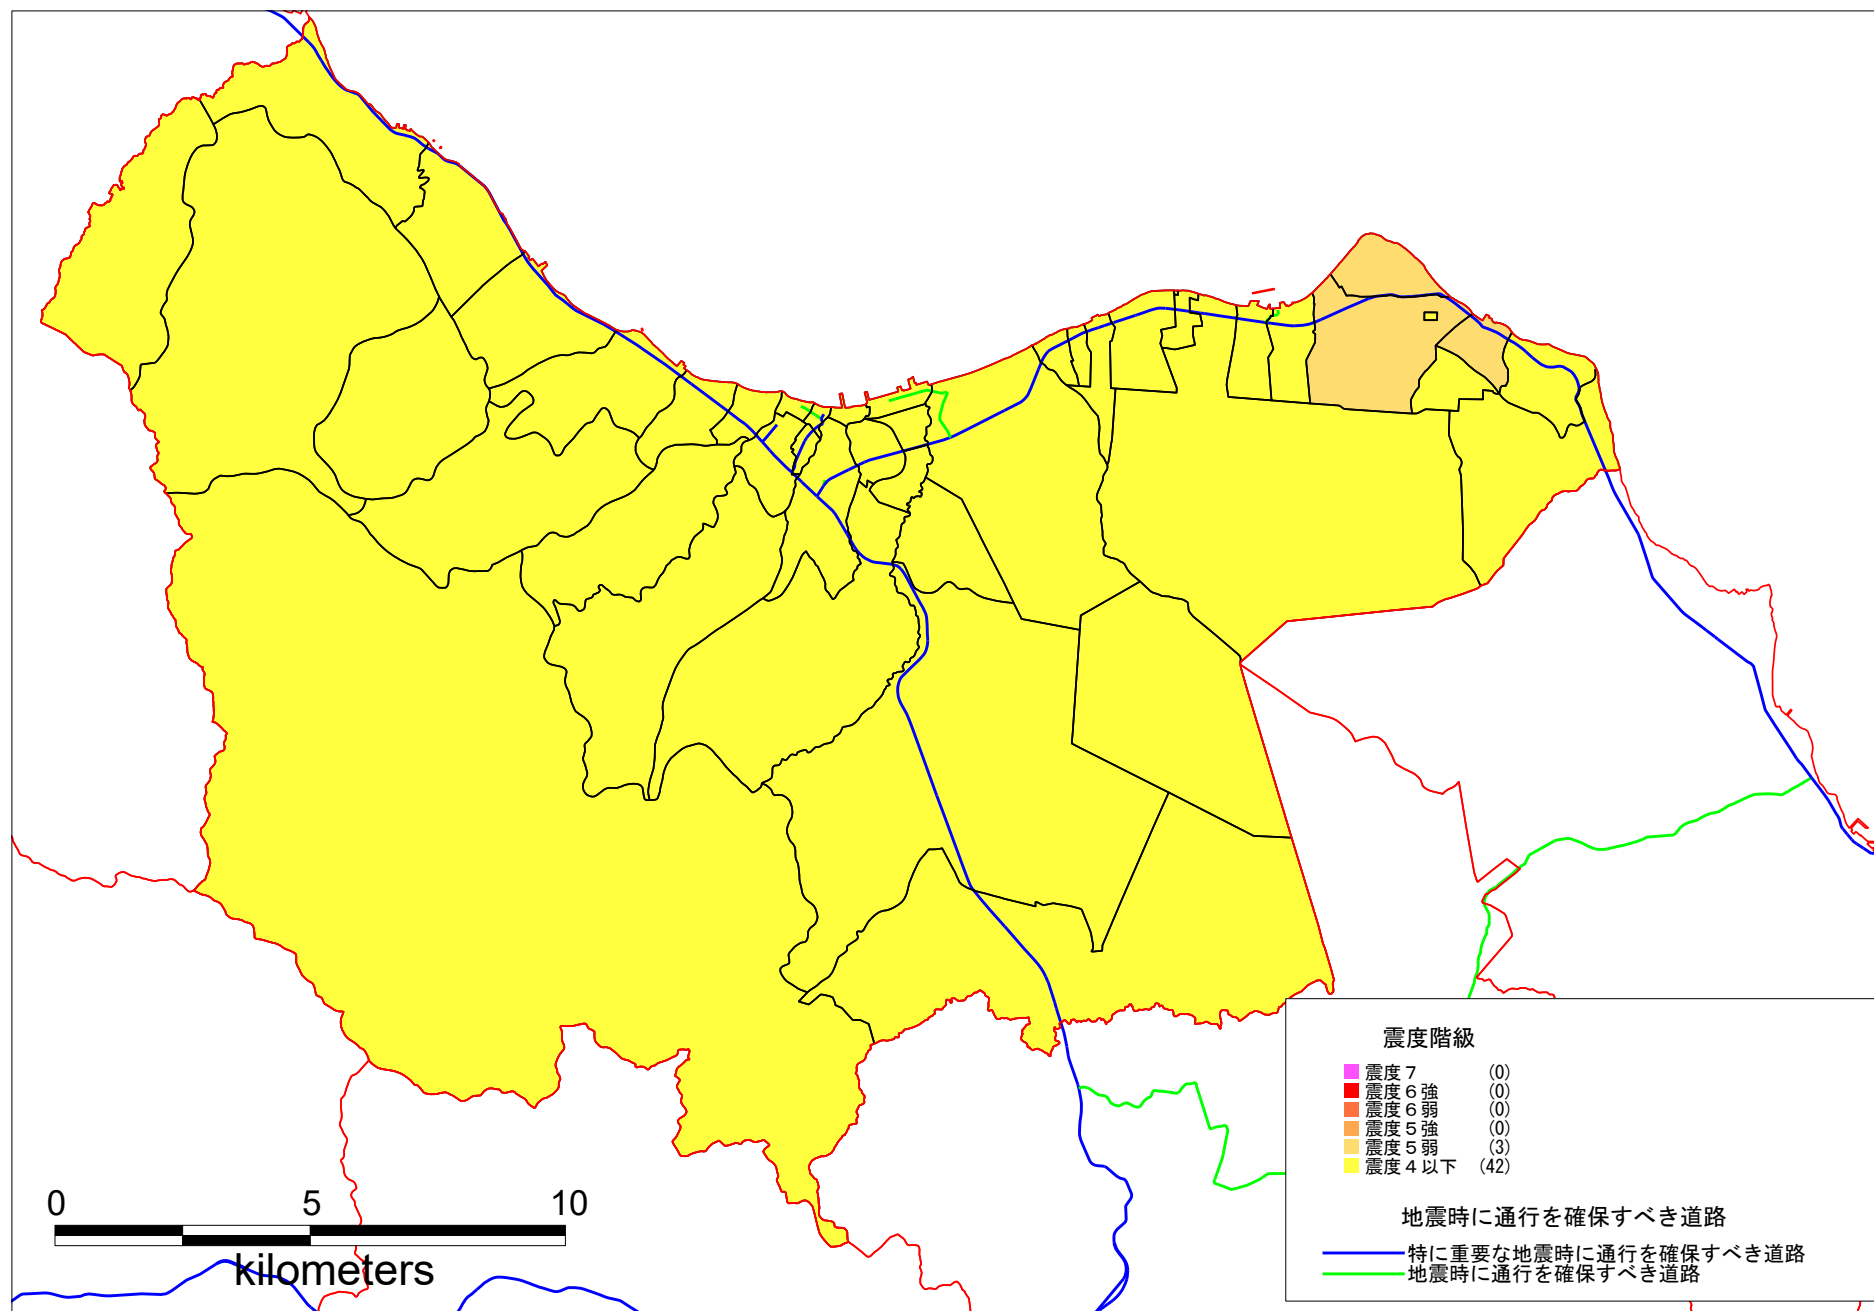 震度階級
震度７ (0)
震度６強 (0)
震度６弱 (0)
震度５強 (0)
震度５弱 (3)
震度４以下 (42)
地震時に通行を確保すべき道路
特に重要な地震時に通行を確保すべき道路
地震時に通行を確保すべき道路
0 5 10
kilometers